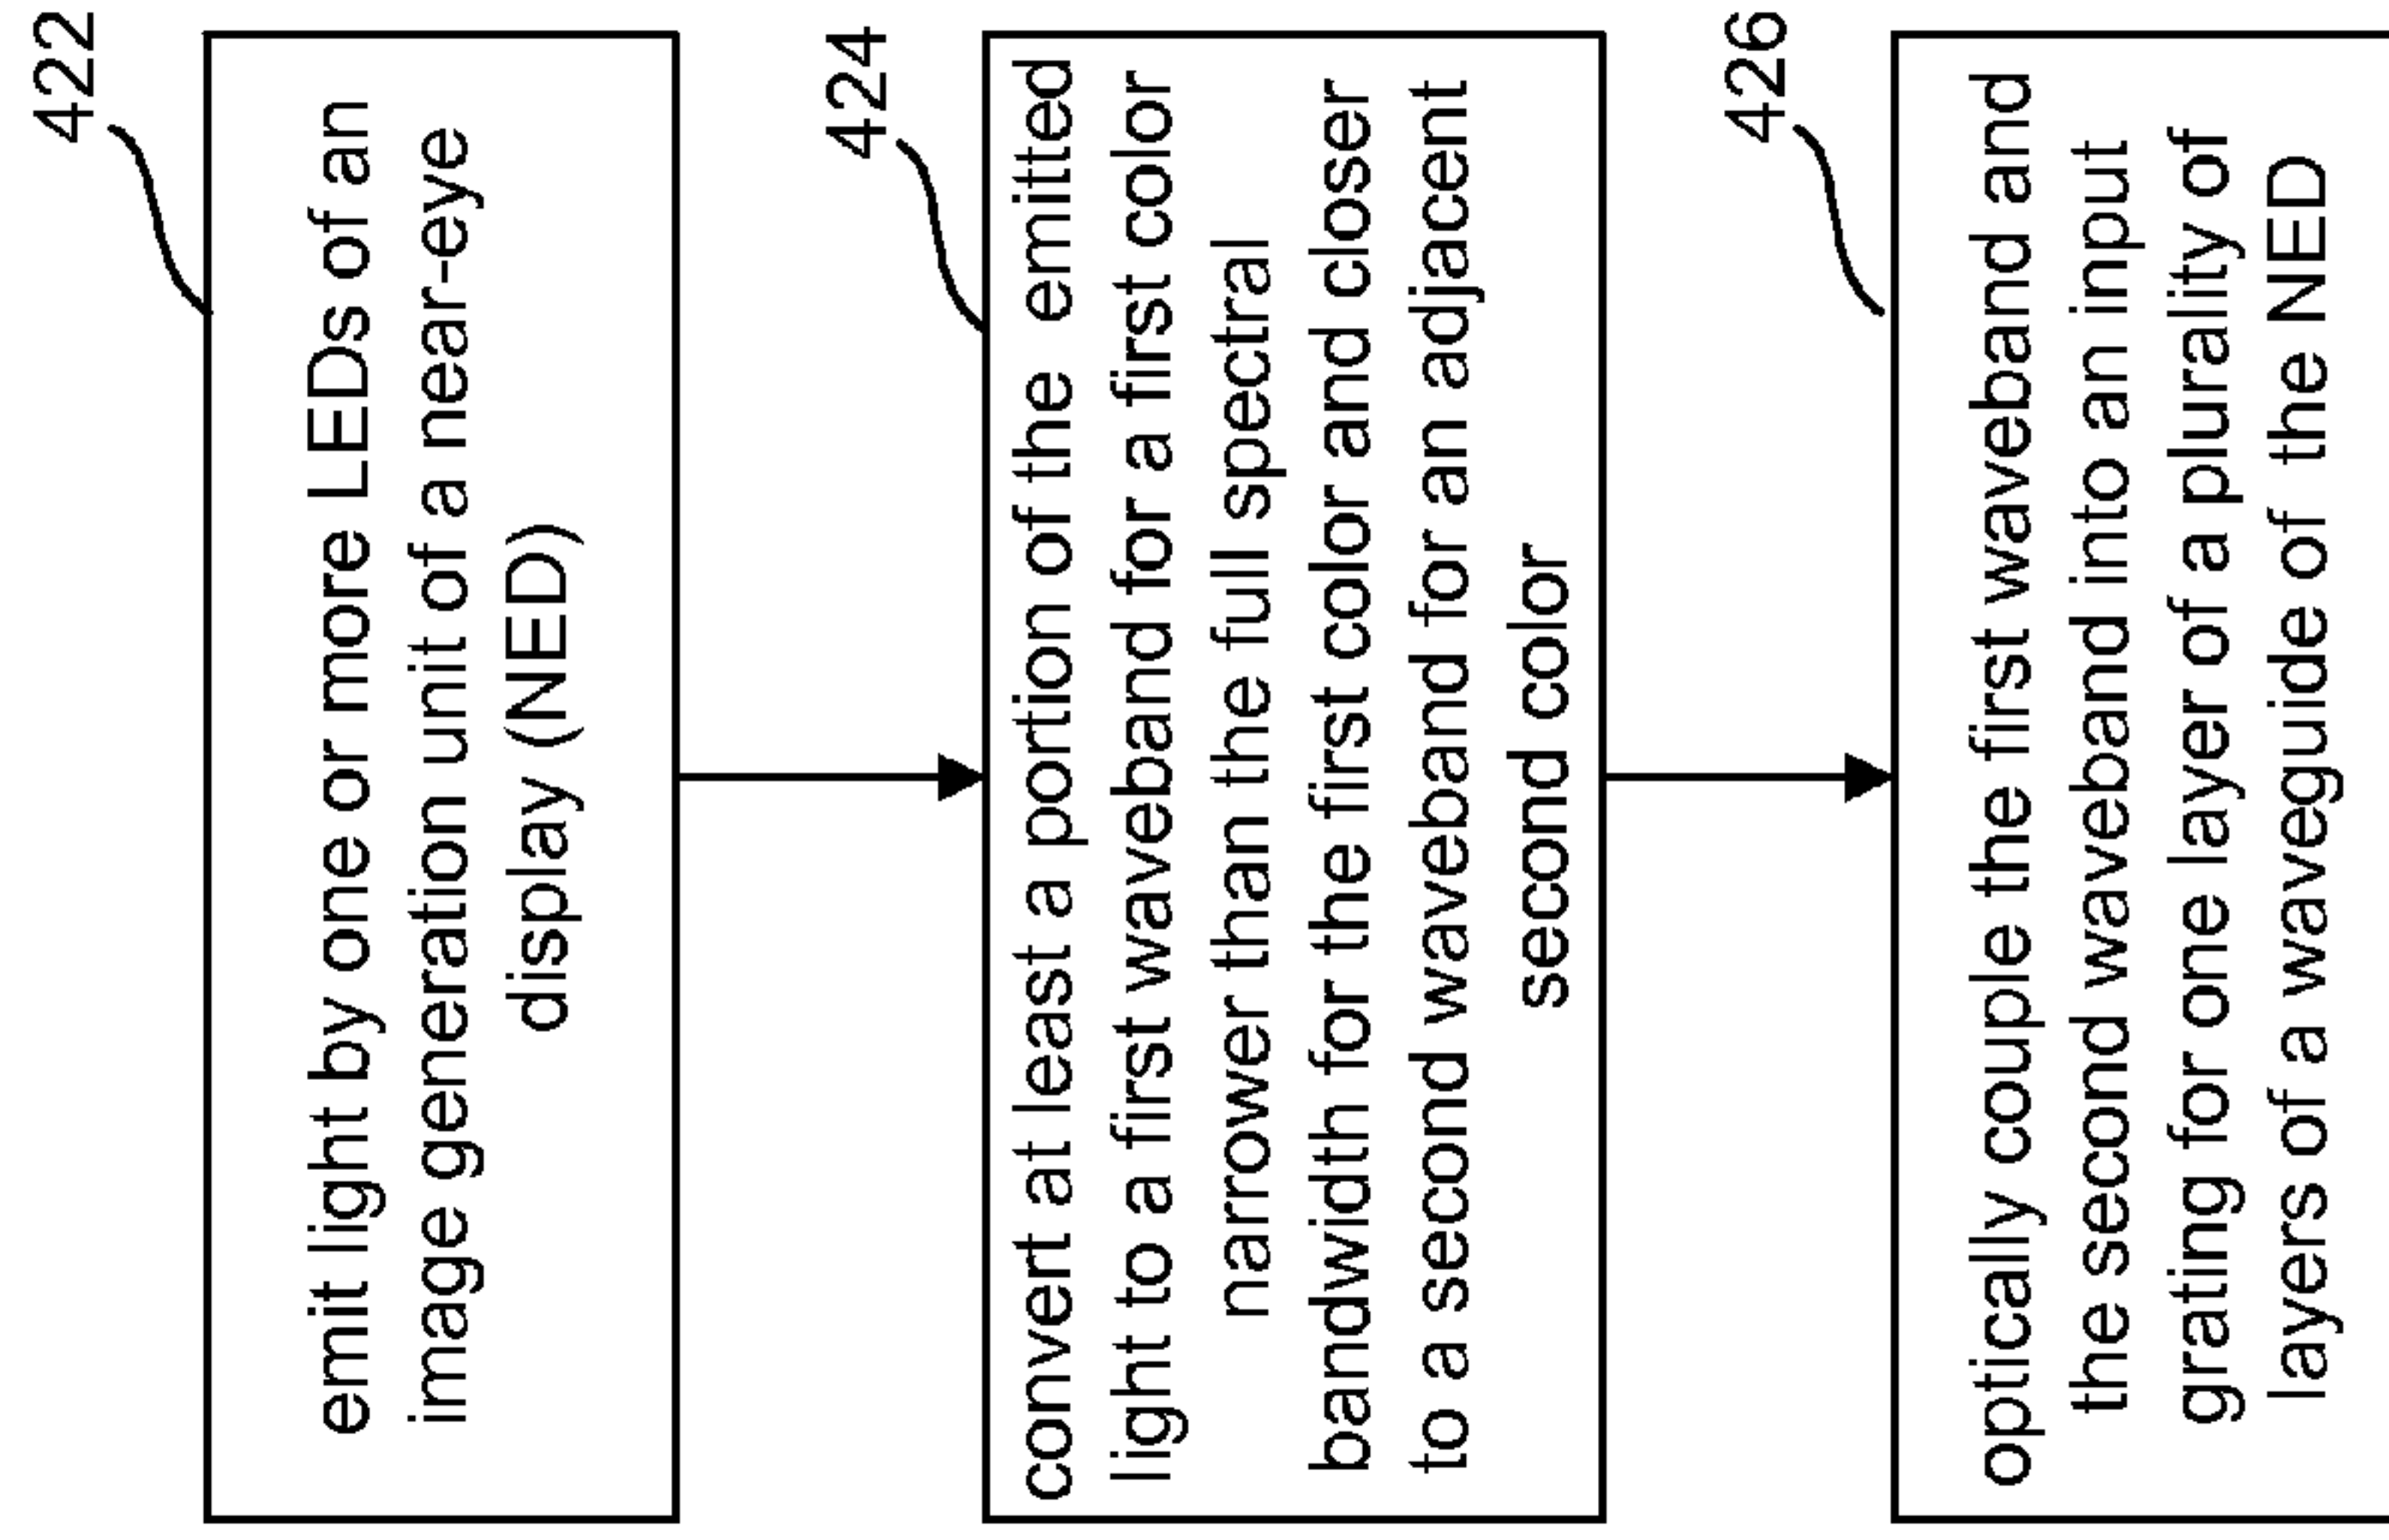 422
emit light by one or more LEDs of an
image generation unit of a near-eye
display (NED)
424
convert at least a portion of the emitted
light to a first waveband for a first color
narrower than the full spectral
bandwidth for the first color and closer
to a second waveband for an adjacent
second color
426
optically couple the first waveband and
the second waveband into an input
grating for one layer of a plurality of
layers of a waveguide of the NED